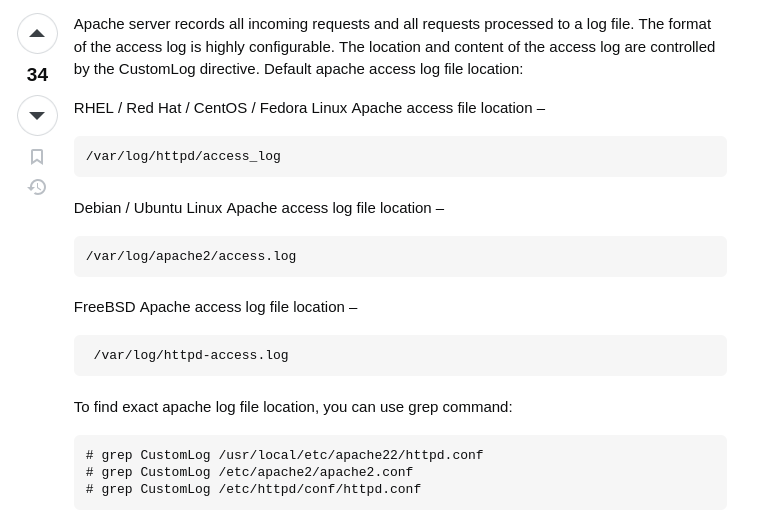 Apache server records all incoming requests and all requests processed to a log file. The format
of the access log is highly configurable. The location and content of the access log are controlled
by the CustomLog directive. Default apache access log file location:
34
RHEL / Red Hat / CentOS / Fedora Linux Apache access file location –
/var/log/httpd/access_log
Debian / Ubuntu Linux Apache access log file location –
/var/log/apache2/access.log
FreeBSD Apache access log file location –
/var/log/httpd-access.log
To find exact apache log file location, you can use grep command:
# grep CustomLog /usr/local/etc/apache22/httpd.conf
# grep CustomLog /etc/apache2/apache2.conf
# grep CustomLog /etc/httpd/conf/httpd.conf